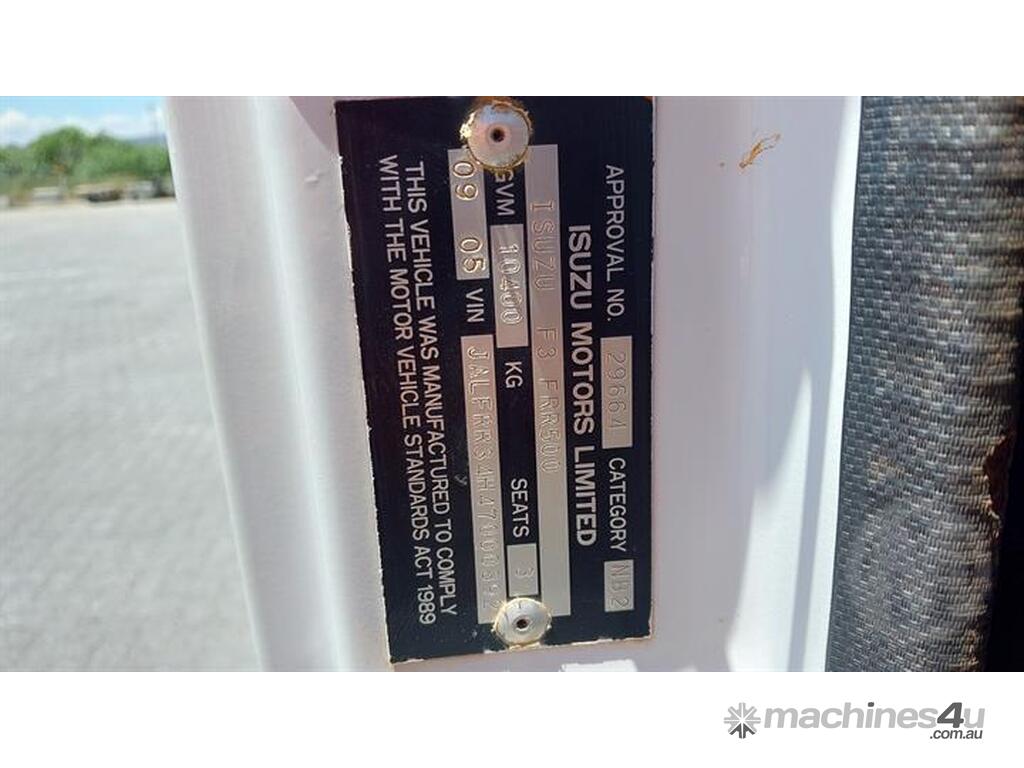 APPROVAL NO. 29664 CATEGORY NB2
ISUZU MOTORS LIMITED
ISUZU F3 FRR500
GVM 10400 KG SEATS 3
09 05 VIN JALFRR34H47000392
THIS VEHICLE WAS MANUFACTURED TO COMPLY
WITH THE MOTOR VEHICLE STANDARDS ACT 1989
machines4u
.com.au